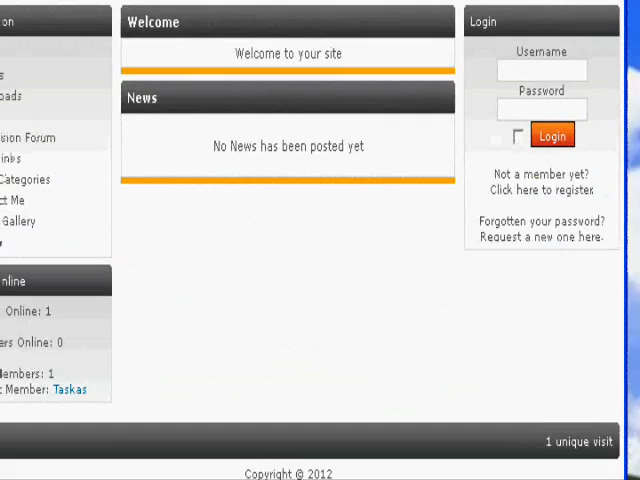 on
Welcome
Login
Welcome to your site
Username
Password
Login
News
No News has been posted yet
Not a member yet?
Click here to register.
Forgotten your password?
Request a new one here.
s
oads
ision Forum
inks
Categories
ct Me
Gallery
nline
Online: 1
ers Online: 0
Members: 1
t Member: Taskas
1 unique visit
Copyright @ 2012